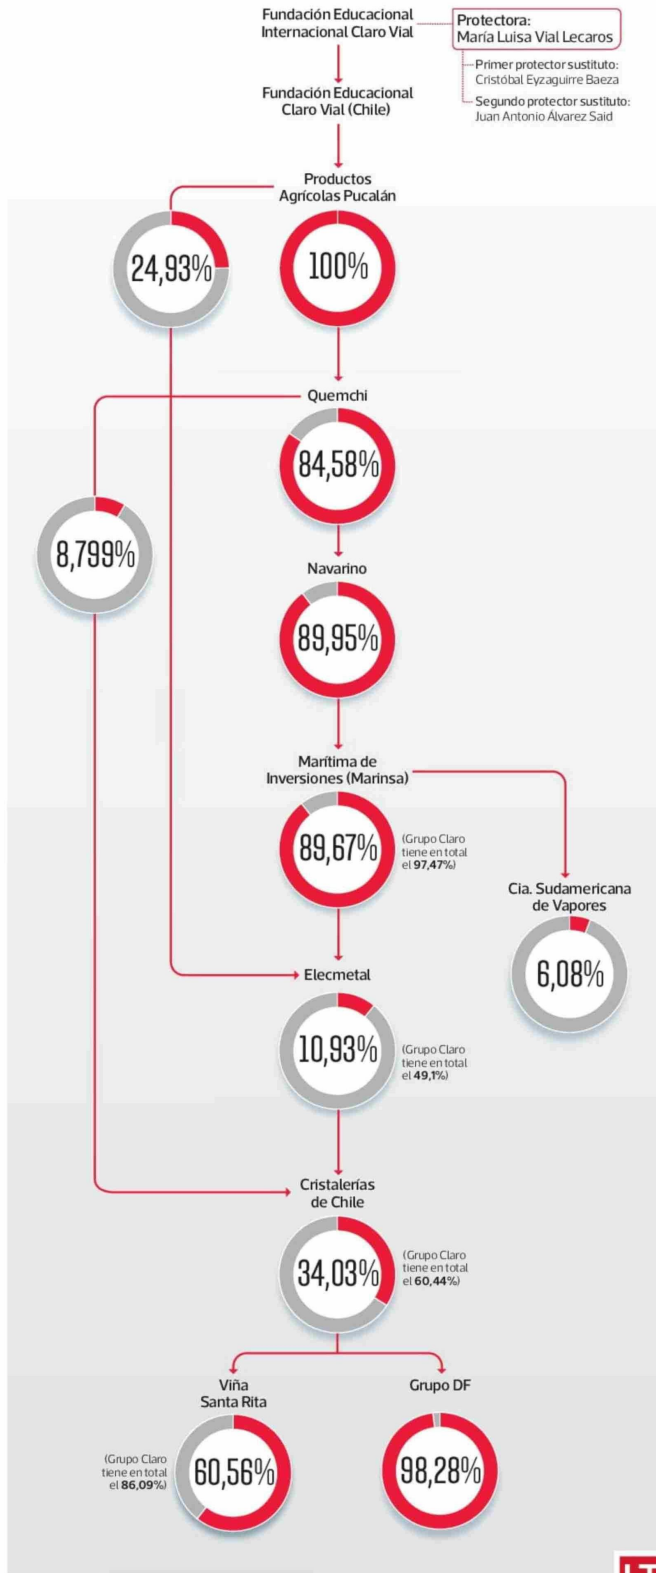 Fundación Educacional
Internacional Claro Vial
Protectora:
María Luisa Vial Lecaros
Primer protector sustituto:
Cristóbal Eyzaguirre Baeza
Segundo protector sustituto:
Juan Antonio Álvarez Said
Fundación Educacional
Claro Vial (Chile)
Productos
Agrícolas Pucalán
24,93%
100%
Quemchi
84,58%
8,799%
Navarino
89,95%
Marítima de
Inversiones (Marinsa)
89,67%
(Grupo Claro
tiene en total
el 97,47%)
Cia. Sudamericana
de Vapores
6,08%
Elecmetal
10,93%
(Grupo Claro
tiene en total
el 49,1%)
Cristalerías
de Chile
34,03%
(Grupo Claro
tiene en total
el 60,44%)
Viña
Santa Rita
(Grupo Claro
tiene en total
el 86,09%)
60,56%
Grupo DF
98,28%
LT